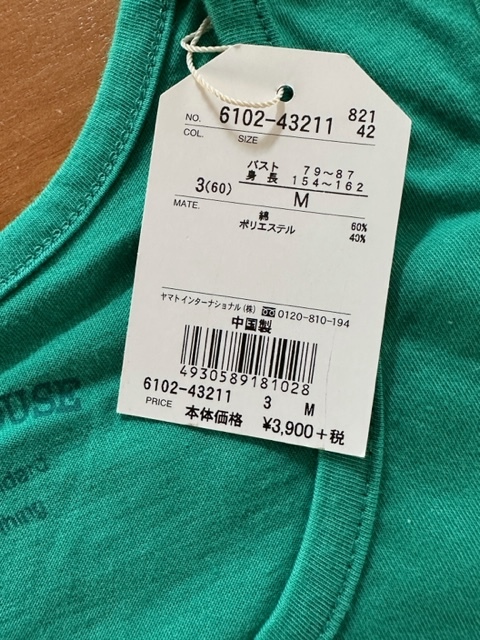 NO. 6102-43211 821
42
COL. SIZE
バスト 79～87
身長 154～162
3(60) M
MATE.
綿 60%
ポリエステル 40%
ヤマトインターナショナル(株) 0120-810-194
中国製
4930589181028
6102-43211 3 M
PRICE 本体価格 ¥3,900+税
USE
ndard
thing